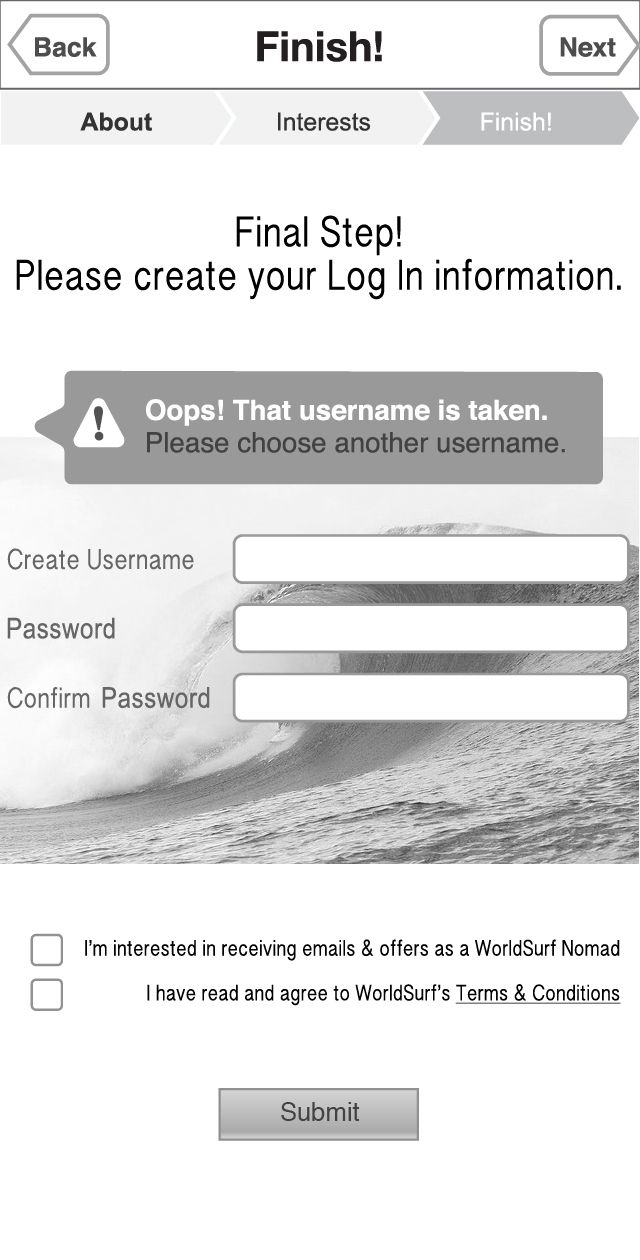 Back
Finish!
Next
About
Interests
Finish!
Final Step!
Please create your Log In information.
Oops! That username is taken.
Please choose another username.
Create Username
Password
Confirm Password
I'm interested in receiving emails & offers as a WorldSurf Nomad
I have read and agree to WorldSurf's Terms & Conditions
Submit